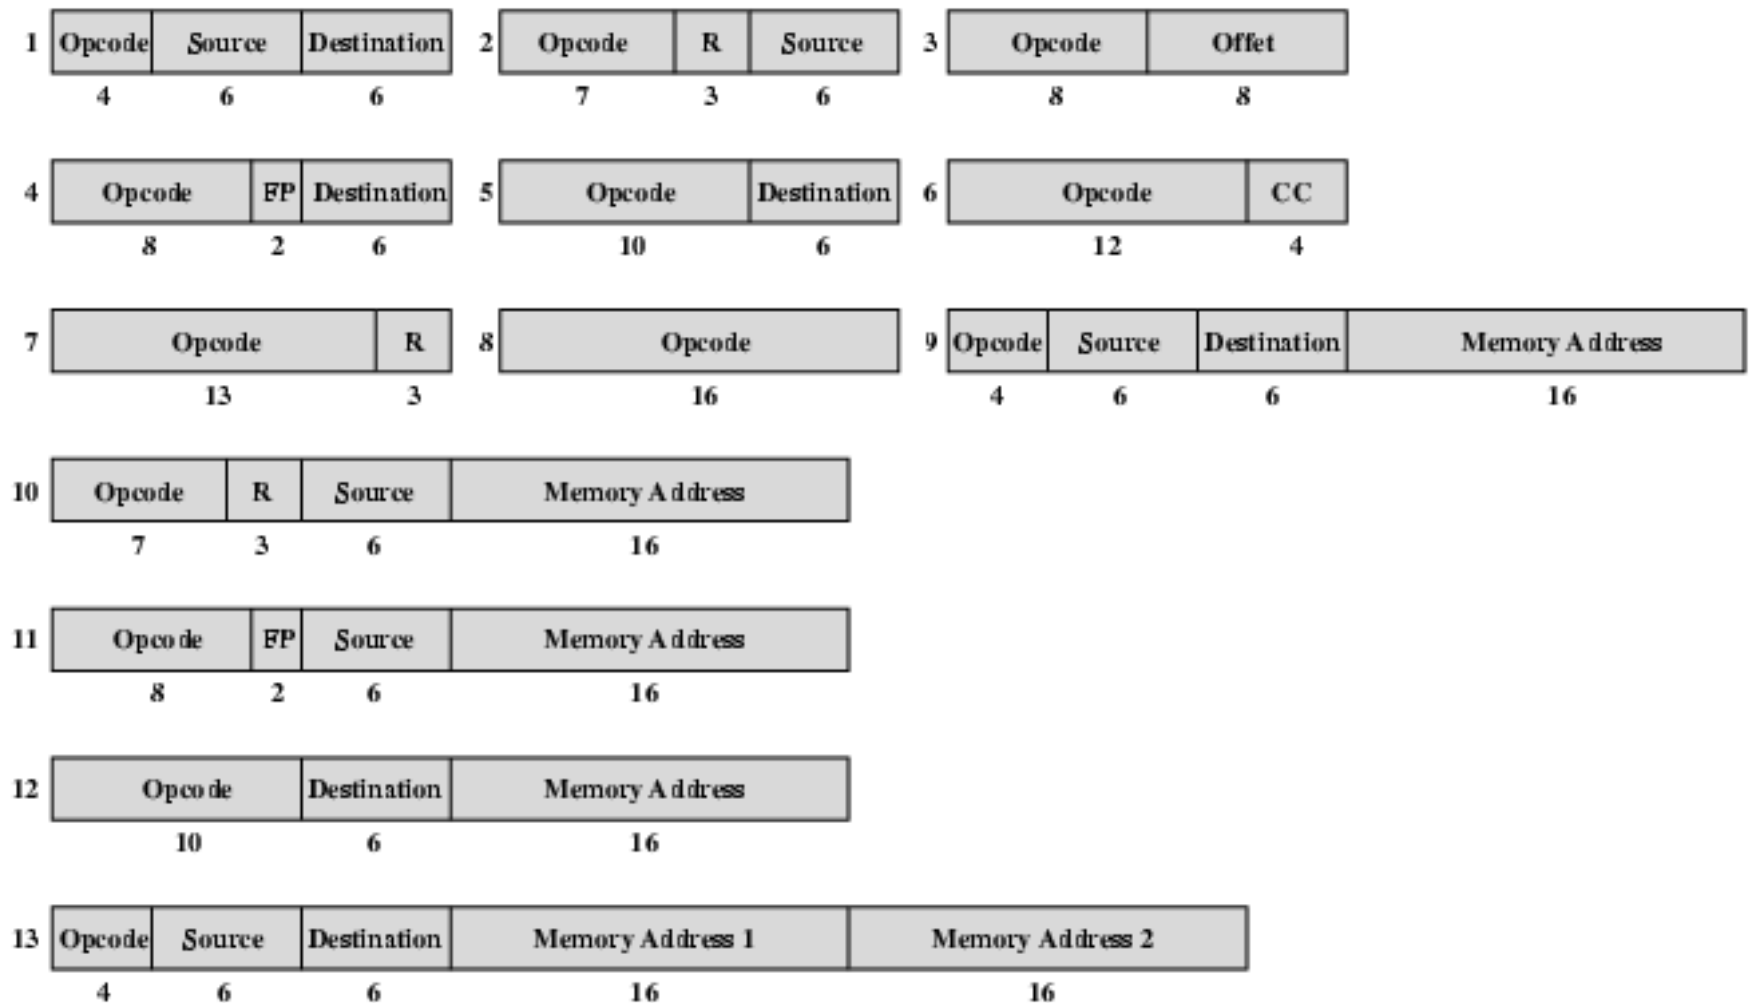 1 Opcode Source Destination 2 Opcode R Source 3 Opcode Offet
4 6 6 7 3 6 8 8
4 Opcode FP Destination 5 Opcode Destination 6 Opcode CC
8 2 6 10 6 12 4
7 Opcode R 8 Opcode 9 Opcode Source Destination Memory Address
13 3 16 4 6 6 16
10 Opcode R Source Memory Address
7 3 6 16
11 Opcode FP Source Memory Address
8 2 6 16
12 Opcode Destination Memory Address
10 6 16
13 Opcode Source Destination Memory Address 1 Memory Address 2
4 6 6 16 16